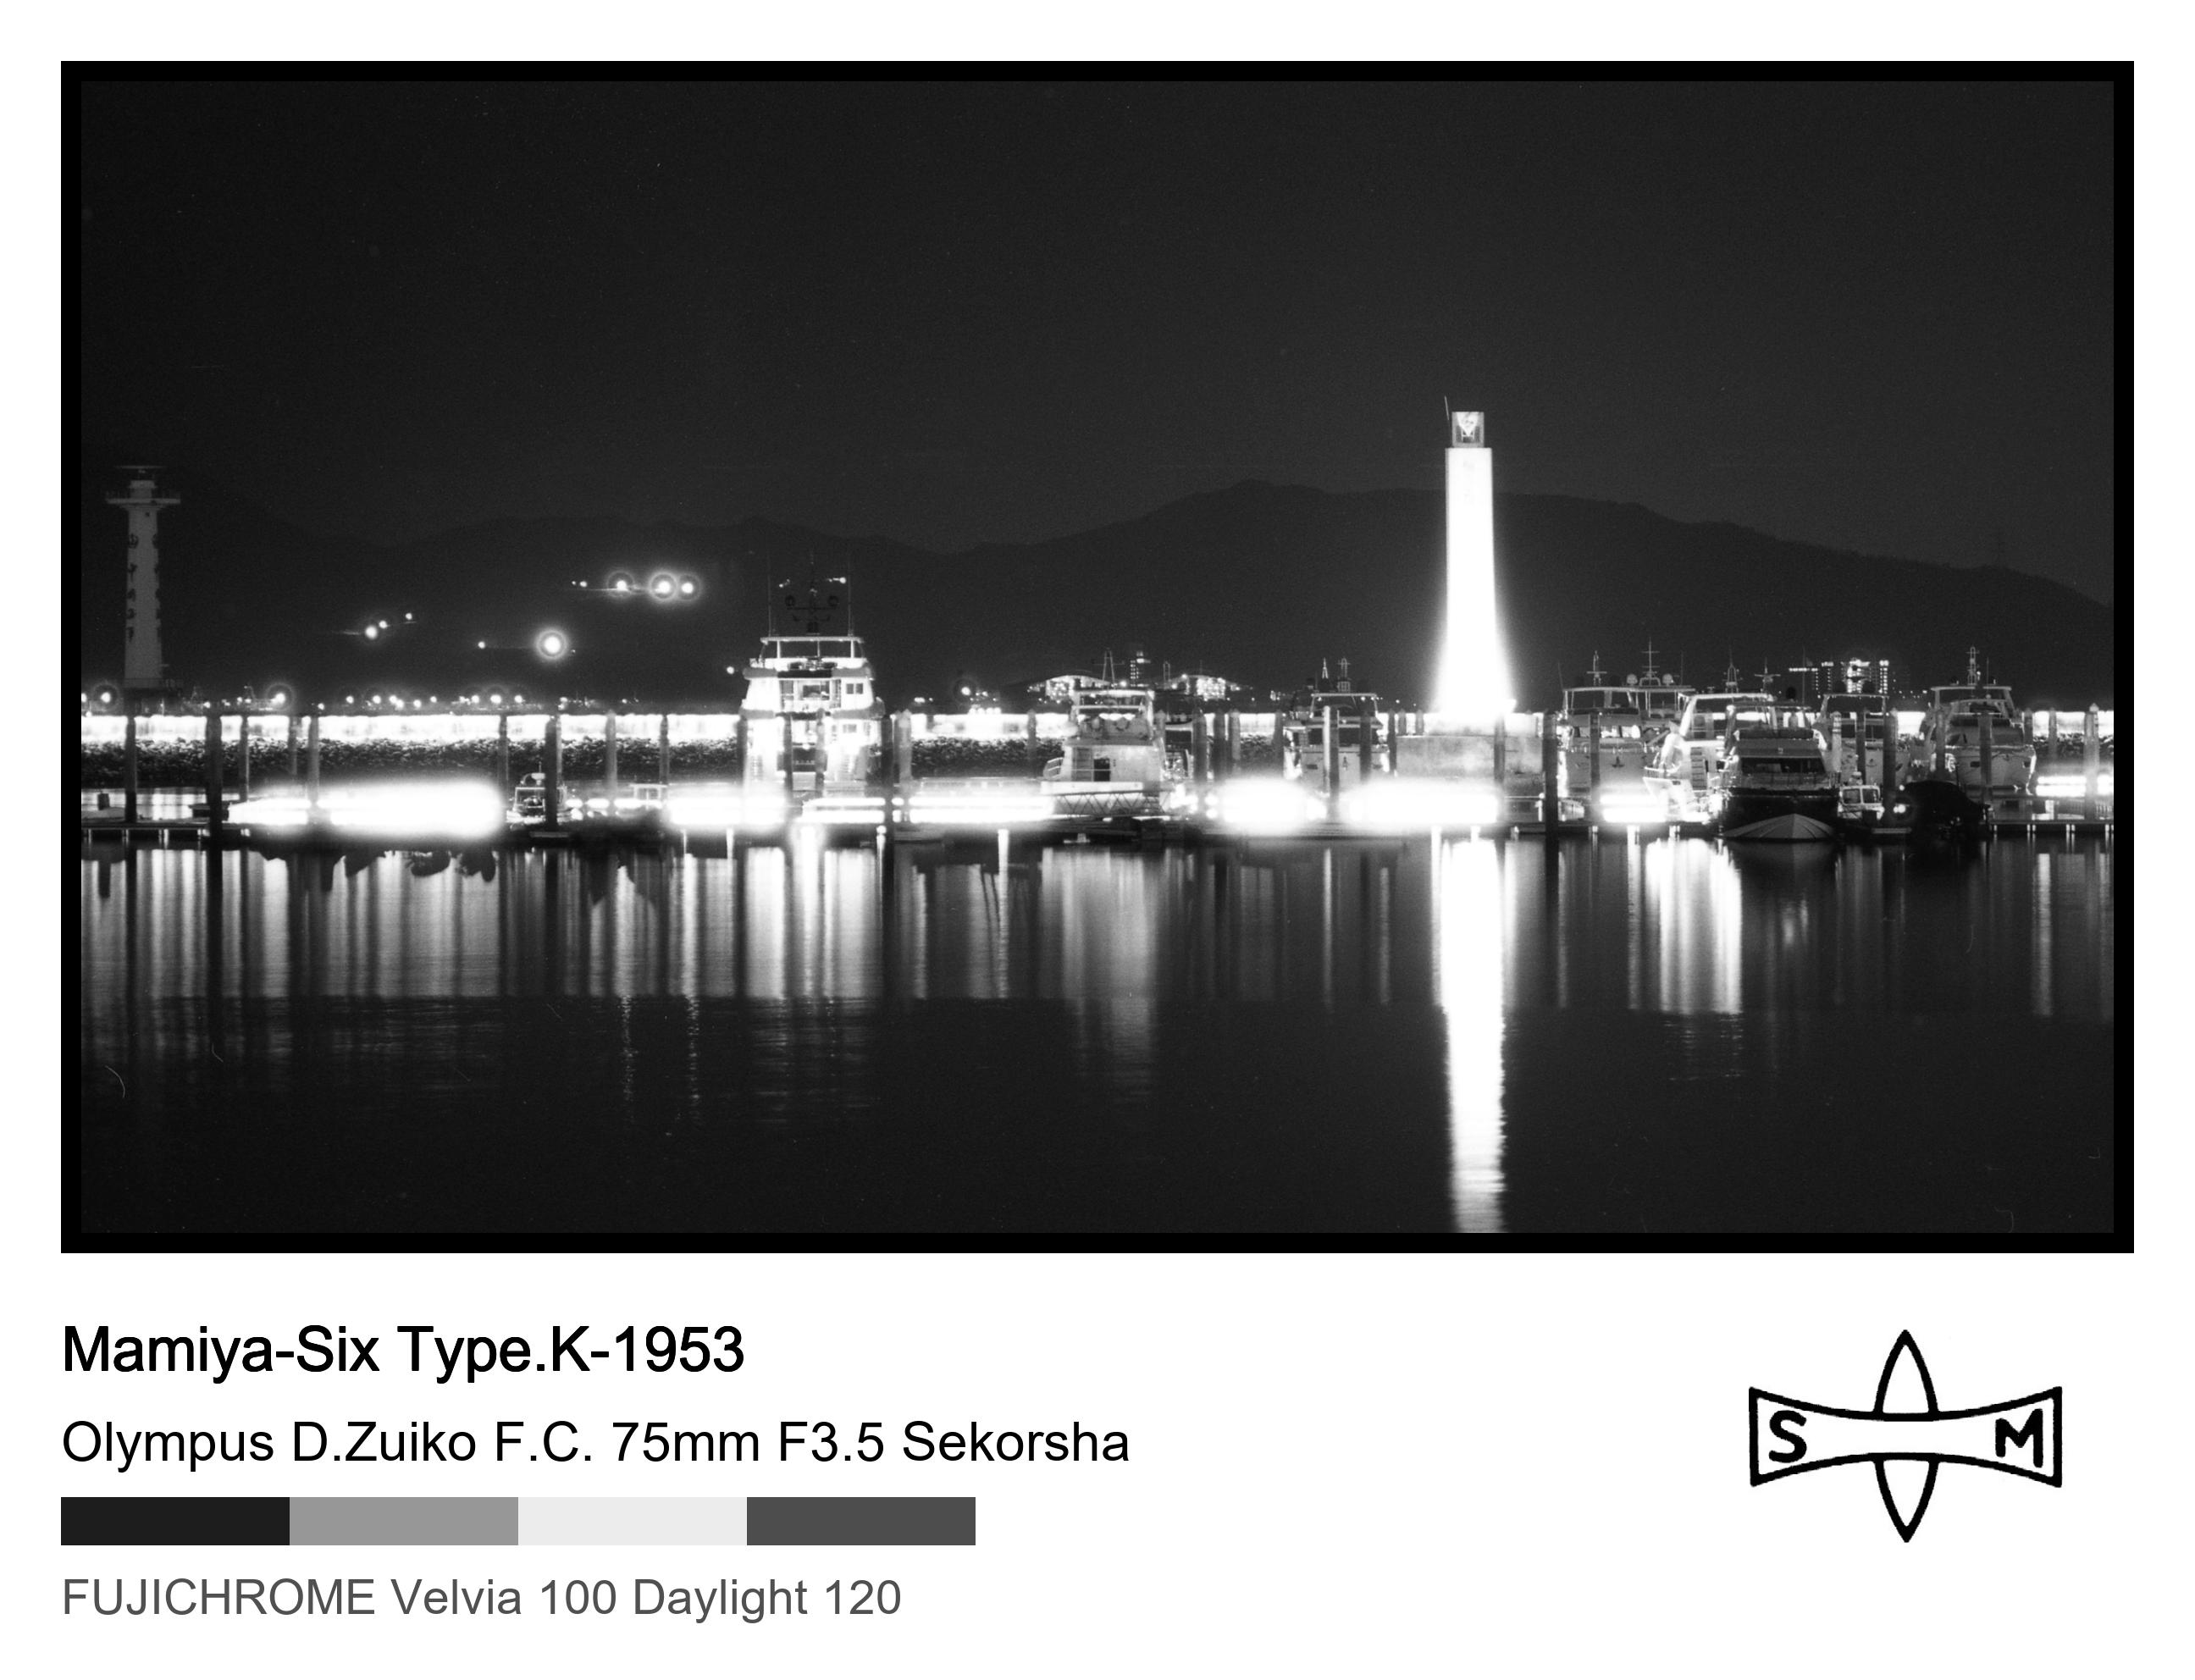 Mamiya-Six Type.K-1953
Olympus D.Zuiko F.C. 75mm F3.5 Sekorsha
S M
FUJICHROME Velvia 100 Daylight 120